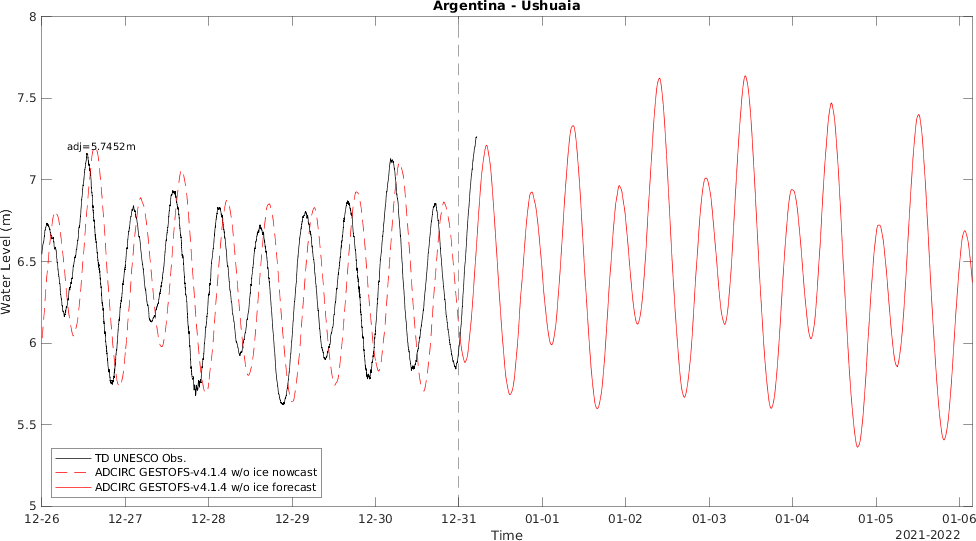 Argentina - Ushuaia
8
7.5
7
6.5
6
5.5
5
Water Level (m)
adj=5.7452m
TD UNESCO Obs.
ADCIRC GESTOFS-v4.1.4 w/o ice nowcast
ADCIRC GESTOFS-v4.1.4 w/o ice forecast
12-26 12-27 12-28 12-29 12-30 12-31 01-01 01-02 01-03 01-04 01-05 01-06
Time
2021-2022